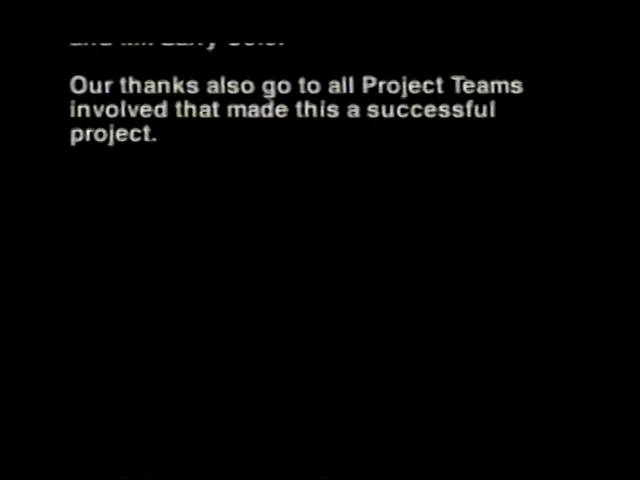 Our thanks also go to all Project Teams
involved that made this a successful
project.